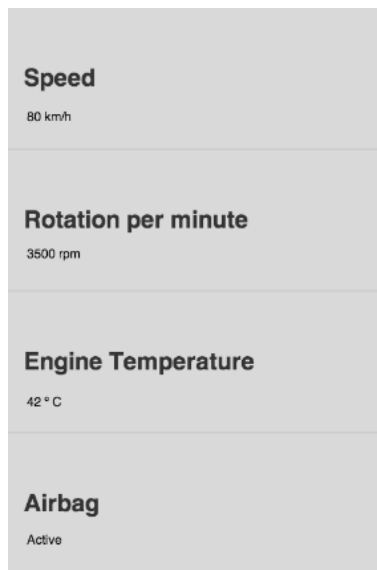 Speed
80 km/h
Rotation per minute
3500 rpm
Engine Temperature
42 º C
Airbag
Active